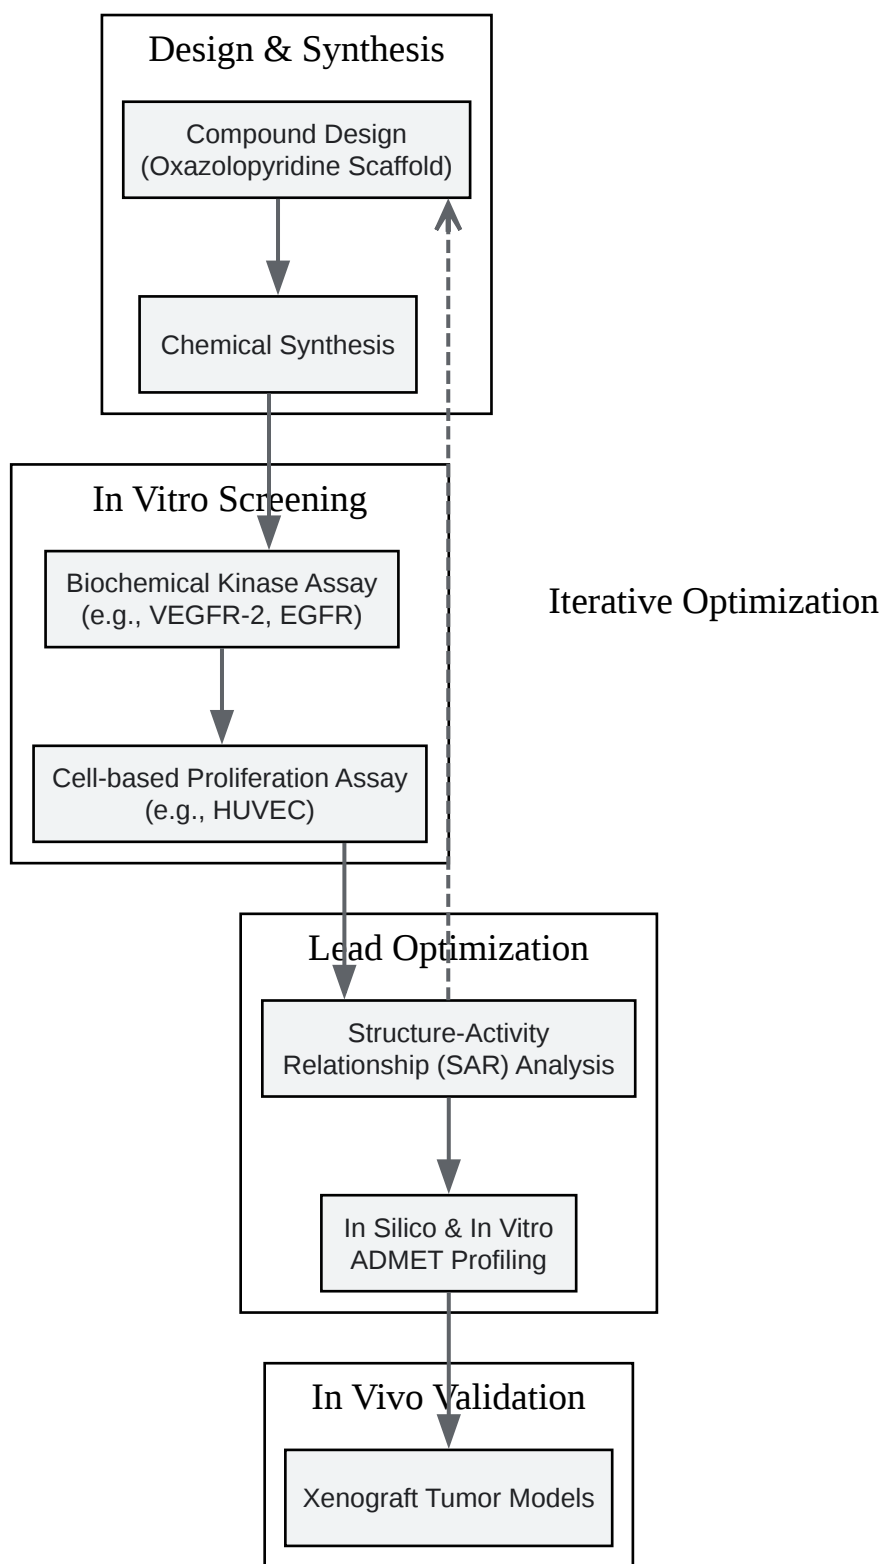 Design & Synthesis
Compound Design
(Oxazolopyridine Scaffold)
Chemical Synthesis
In Vitro Screening
Biochemical Kinase Assay
(e.g., VEGFR-2, EGFR)
Iterative Optimization
Cell-based Proliferation Assay
(e.g., HUVEC)
Lead Optimization
Structure-Activity
Relationship (SAR) Analysis
In Silico & In Vitro
ADMET Profiling
In Vivo Validation
Xenograft Tumor Models